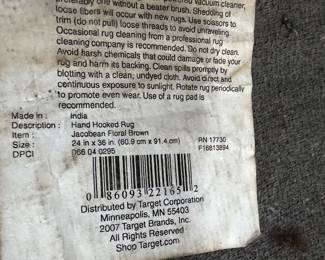 preferably one without a beater brush. Shedding of
loose fibers will occur with new rugs. Use scissors to
trim (do not pull) loose threads to avoid unraveling.
Occasional rug cleaning from a professional rug
cleaning company is recommended. Do not dry clean.
Avoid harsh chemicals that could damage or fade your
rug and harm its backing. Clean spills promptly by
blotting with a clean; undyed cloth. Avoid direct and
continuous exposure to sunlight. Rotate rug periodically
to promote even wear. Use of a rug pad is
recommended.
Made in : India
Description : Hand Hooked Rug
Item : Jacobean Floral Brown
Size : 24 in x 36 in. (60.9 cm x 91.4 cm) RN 17730
DPCI 066 04 0295 F16813894
0 86093 22165 2
Distributed by Target Corporation
Minneapolis, MN 55403
2007 Target Brands, Inc.
All Rights Reserved
Shop Target.com